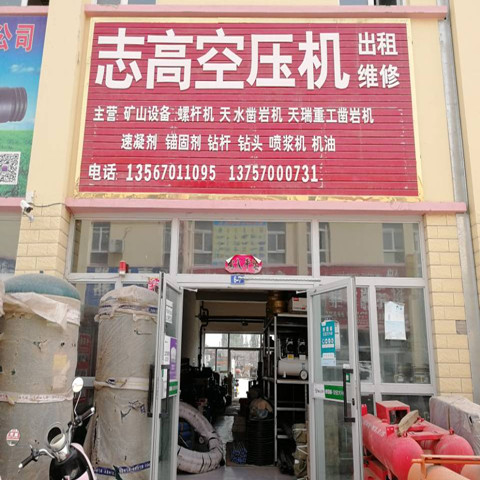 公司
志高空压机
出租
维修
主营 矿山设备 螺杆机 天水凿岩机 天瑞重工凿岩机
速凝剂 锚固剂 钻杆 钻头 喷浆机 机油
电话 13567011095 13757000731